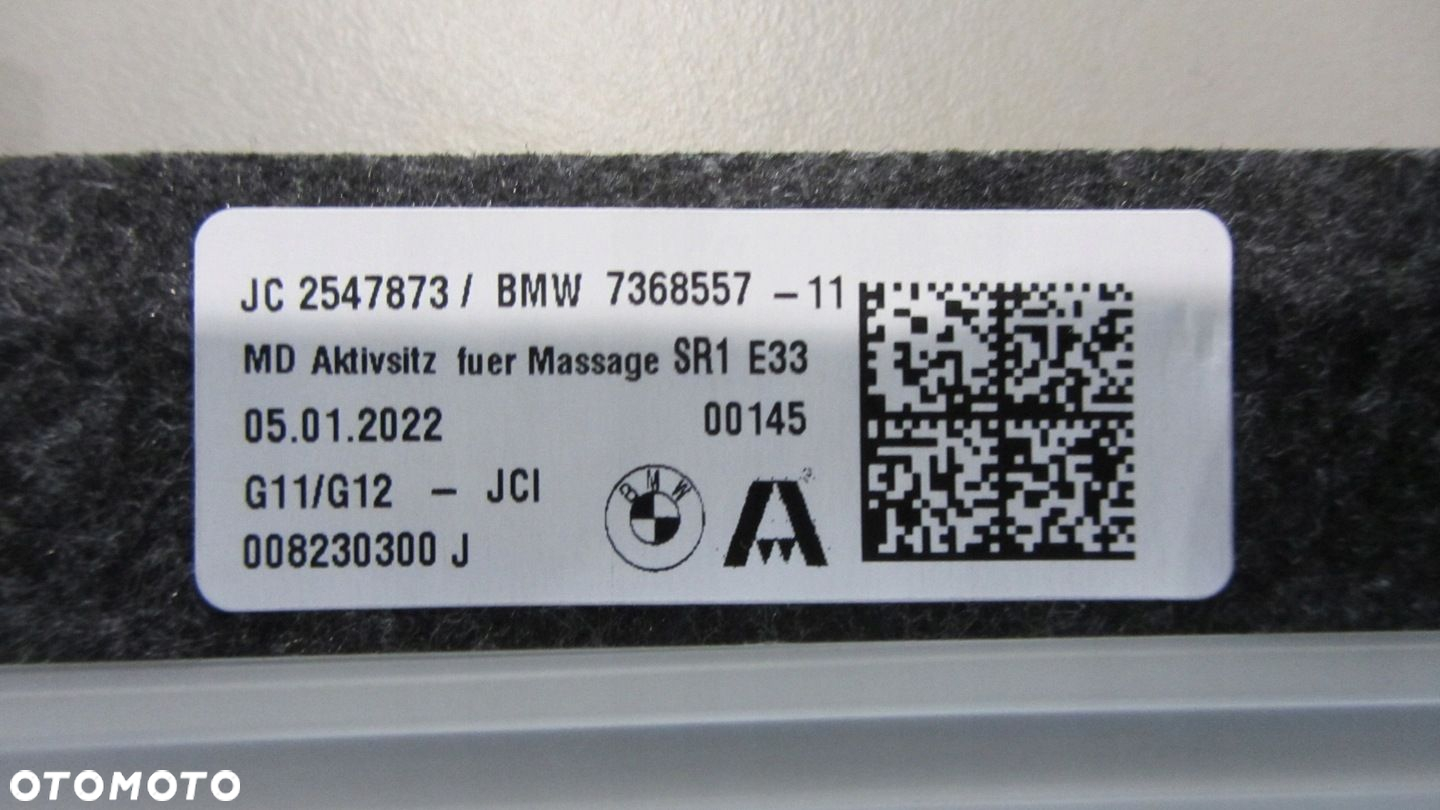 JC 2547873 / BMW 7368557 - 11
MD Aktivsitz fuer Massage SR1 E33
05.01.2022 00145
G11/G12 - JCI
BMW
008230300 J
OTOMOTO